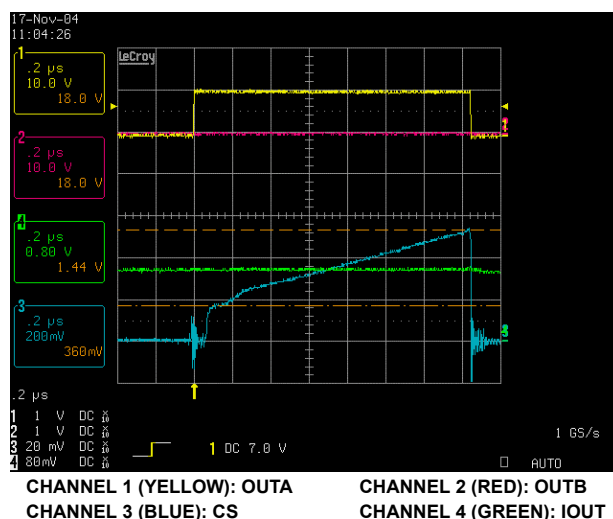 17-Nov-04
11:04:26
LeCroy
1
.2 µs
10.0 V
18.0 V
2
.2 µs
10.0 V
18.0 V
4
.2 µs
0.80 V
1.44 V
3
.2 µs
200mV
360mV
1
3
.2 µs
1 1 V DC
2 1 V DC
3 20 mV DC
4 80mV DC
1 DC 7.0 V
1 GS/s
AUTO
CHANNEL 1 (YELLOW): OUTA CHANNEL 2 (RED): OUTB
CHANNEL 3 (BLUE): CS CHANNEL 4 (GREEN): IOUT